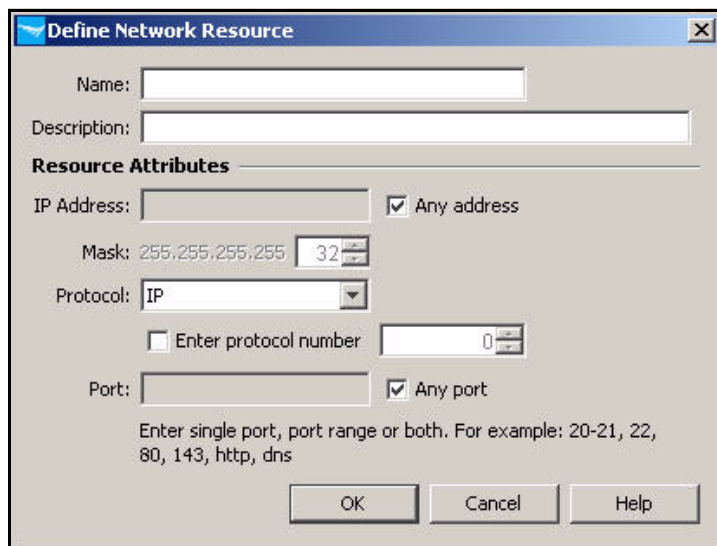 Define Network Resource
Name:
Description:
Resource Attributes
IP Address: Any address
Mask: 255.255.255.255 32
Protocol: IP
Enter protocol number 0
Port: Any port
Enter single port, port range or both. For example: 20-21, 22,
80, 143, http, dns
OK Cancel Help